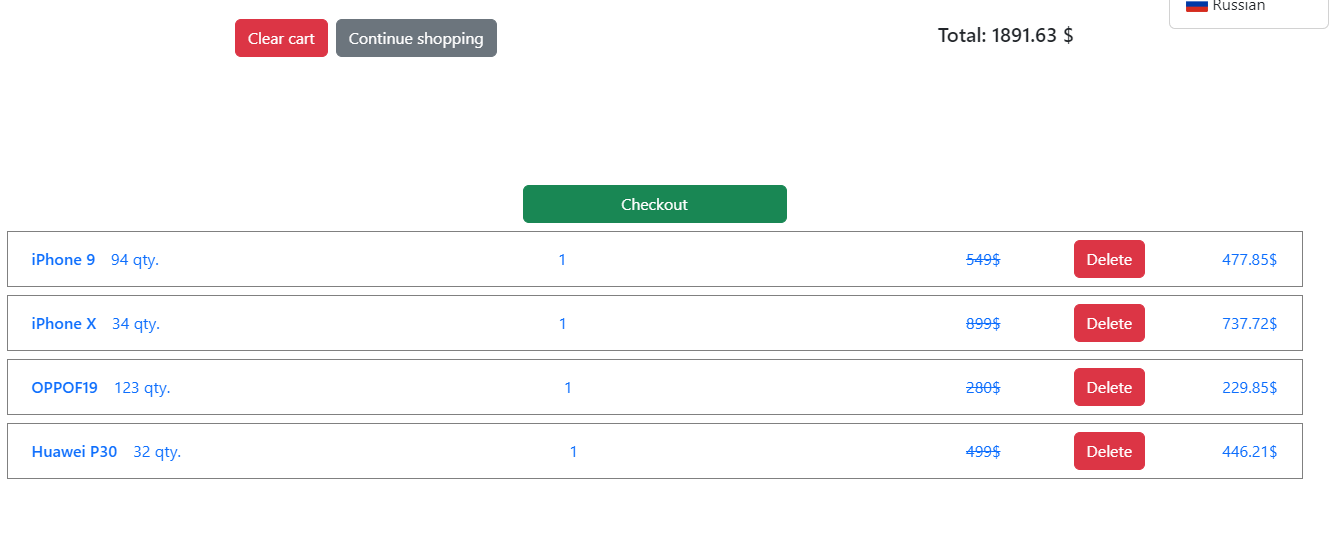 Russian
Clear cart Continue shopping Total: 1891.63 $
Checkout
iPhone 9 94 qty. 1 549$ Delete 477.85$
iPhone X 34 qty. 1 899$ Delete 737.72$
OPPOF19 123 qty. 1 280$ Delete 229.85$
Huawei P30 32 qty. 1 499$ Delete 446.21$